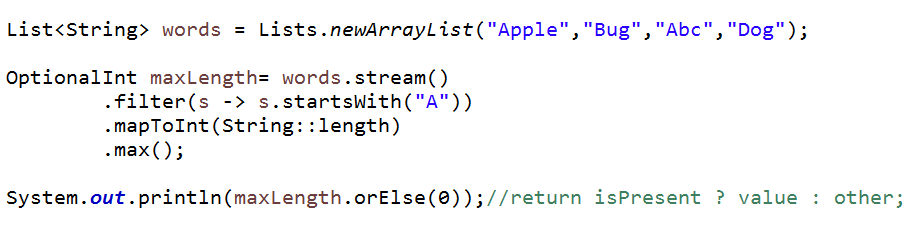 List<String> words = Lists.newArrayList("Apple","Bug","Abc","Dog");
OptionalInt maxLength= words.stream()
.filter(s -> s.startsWith("A"))
.mapToInt(String::length)
.max();
System.out.println(maxLength.orElse(0));//return isPresent ? value : other;